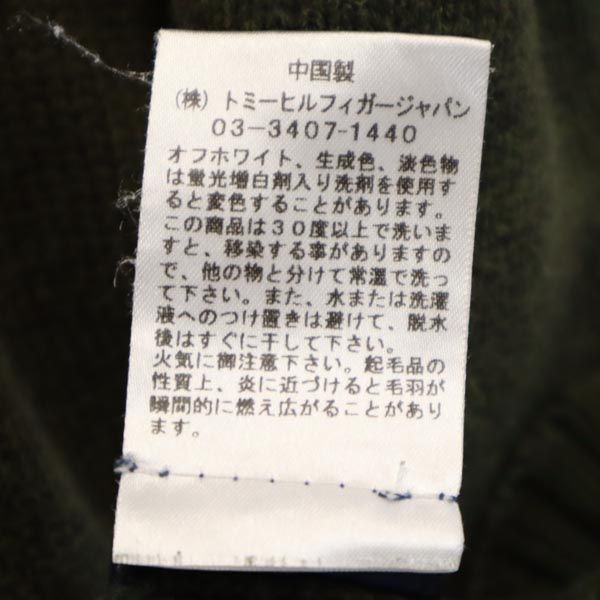 中国製
（株）トミーヒルフィガージャパン
03-3407-1440
オフホワイト、生成色、淡色物
は蛍光増白剤入り洗剤を使用す
ると変色することがあります。
この商品は３０度以上で洗いま
すと、移染する事がありますの
で、他の物と分けて常温で洗っ
て下さい。また、水または洗濯
液へのつけ置きは避けて、脱水
後はすぐに干して下さい。
火気に御注意下さい。起毛品の
性質上、炎に近づけると毛羽が
瞬間的に燃え広がることがあり
ます。